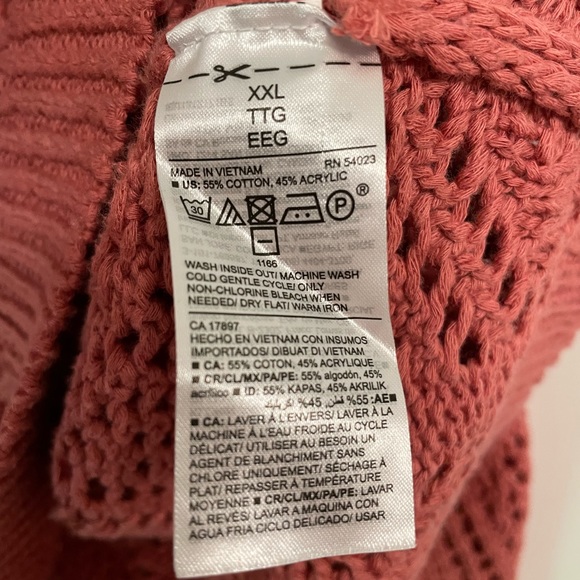 XXL
TTG
EEG
MADE IN VIETNAM RN 54023
■ US: 55% COTTON, 45% ACRYLIC
30 P ®
1166
WASH INSIDE OUT/ MACHINE WASH
COLD GENTLE CYCLE/ ONLY
NON-CHLORINE BLEACH WHEN
NEEDED/ DRY FLAT/ WARM IRON
CA 17897
HECHO EN VIETNAM CON INSUMOS
IMPORTADOS/ DIBUAT DI VIETNAM
■ CA: 55% COTON, 45% ACRYLIQUE
■ CR/CL/MX/PA/PE: 55% algodón, 45%
acrílico ■ ID: 55% KAPAS, 45% AKRILIK
■ AE: 55% قطن, 45% اكريليك
■ CA: LAVER À L'ENVERS/ LAVER À LA
MACHINE À L'EAU FROIDE AU CYCLE
DÉLICAT/ UTILISER AU BESOIN UN
AGENT DE BLANCHIMENT SANS
CHLORE UNIQUEMENT/ SÉCHAGE À
PLAT/ REPASSER À TEMPÉRATURE
MOYENNE ■ CR/CL/MX/PA/PE: LAVAR
AL REVÉS/ LAVAR A MAQUINA CON
AGUA FRIA CICLO DELICADO/ USAR